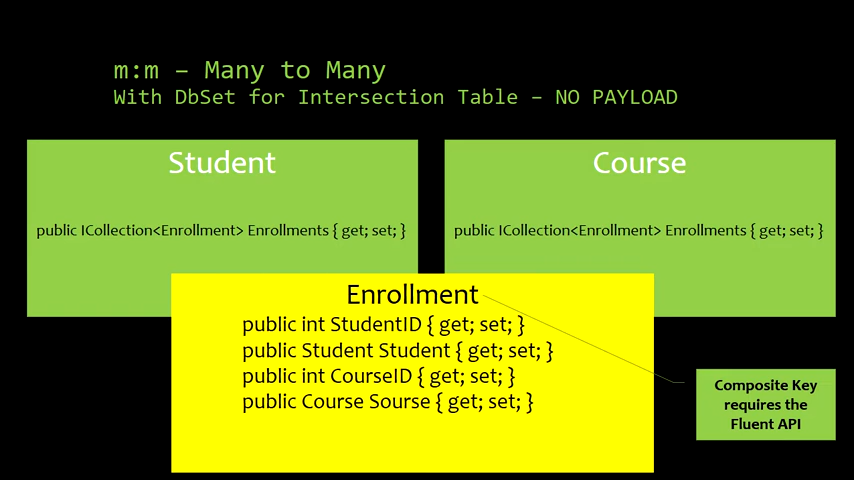 m:m – Many to Many
With DbSet for Intersection Table – NO PAYLOAD
Student
public ICollection<Enrollment> Enrollments { get; set; }
Course
public ICollection<Enrollment> Enrollments { get; set; }
Enrollment
public int StudentID { get; set; }
public Student Student { get; set; }
public int CourseID { get; set; }
public Course Sourse { get; set; }
Composite Key
requires the
Fluent API